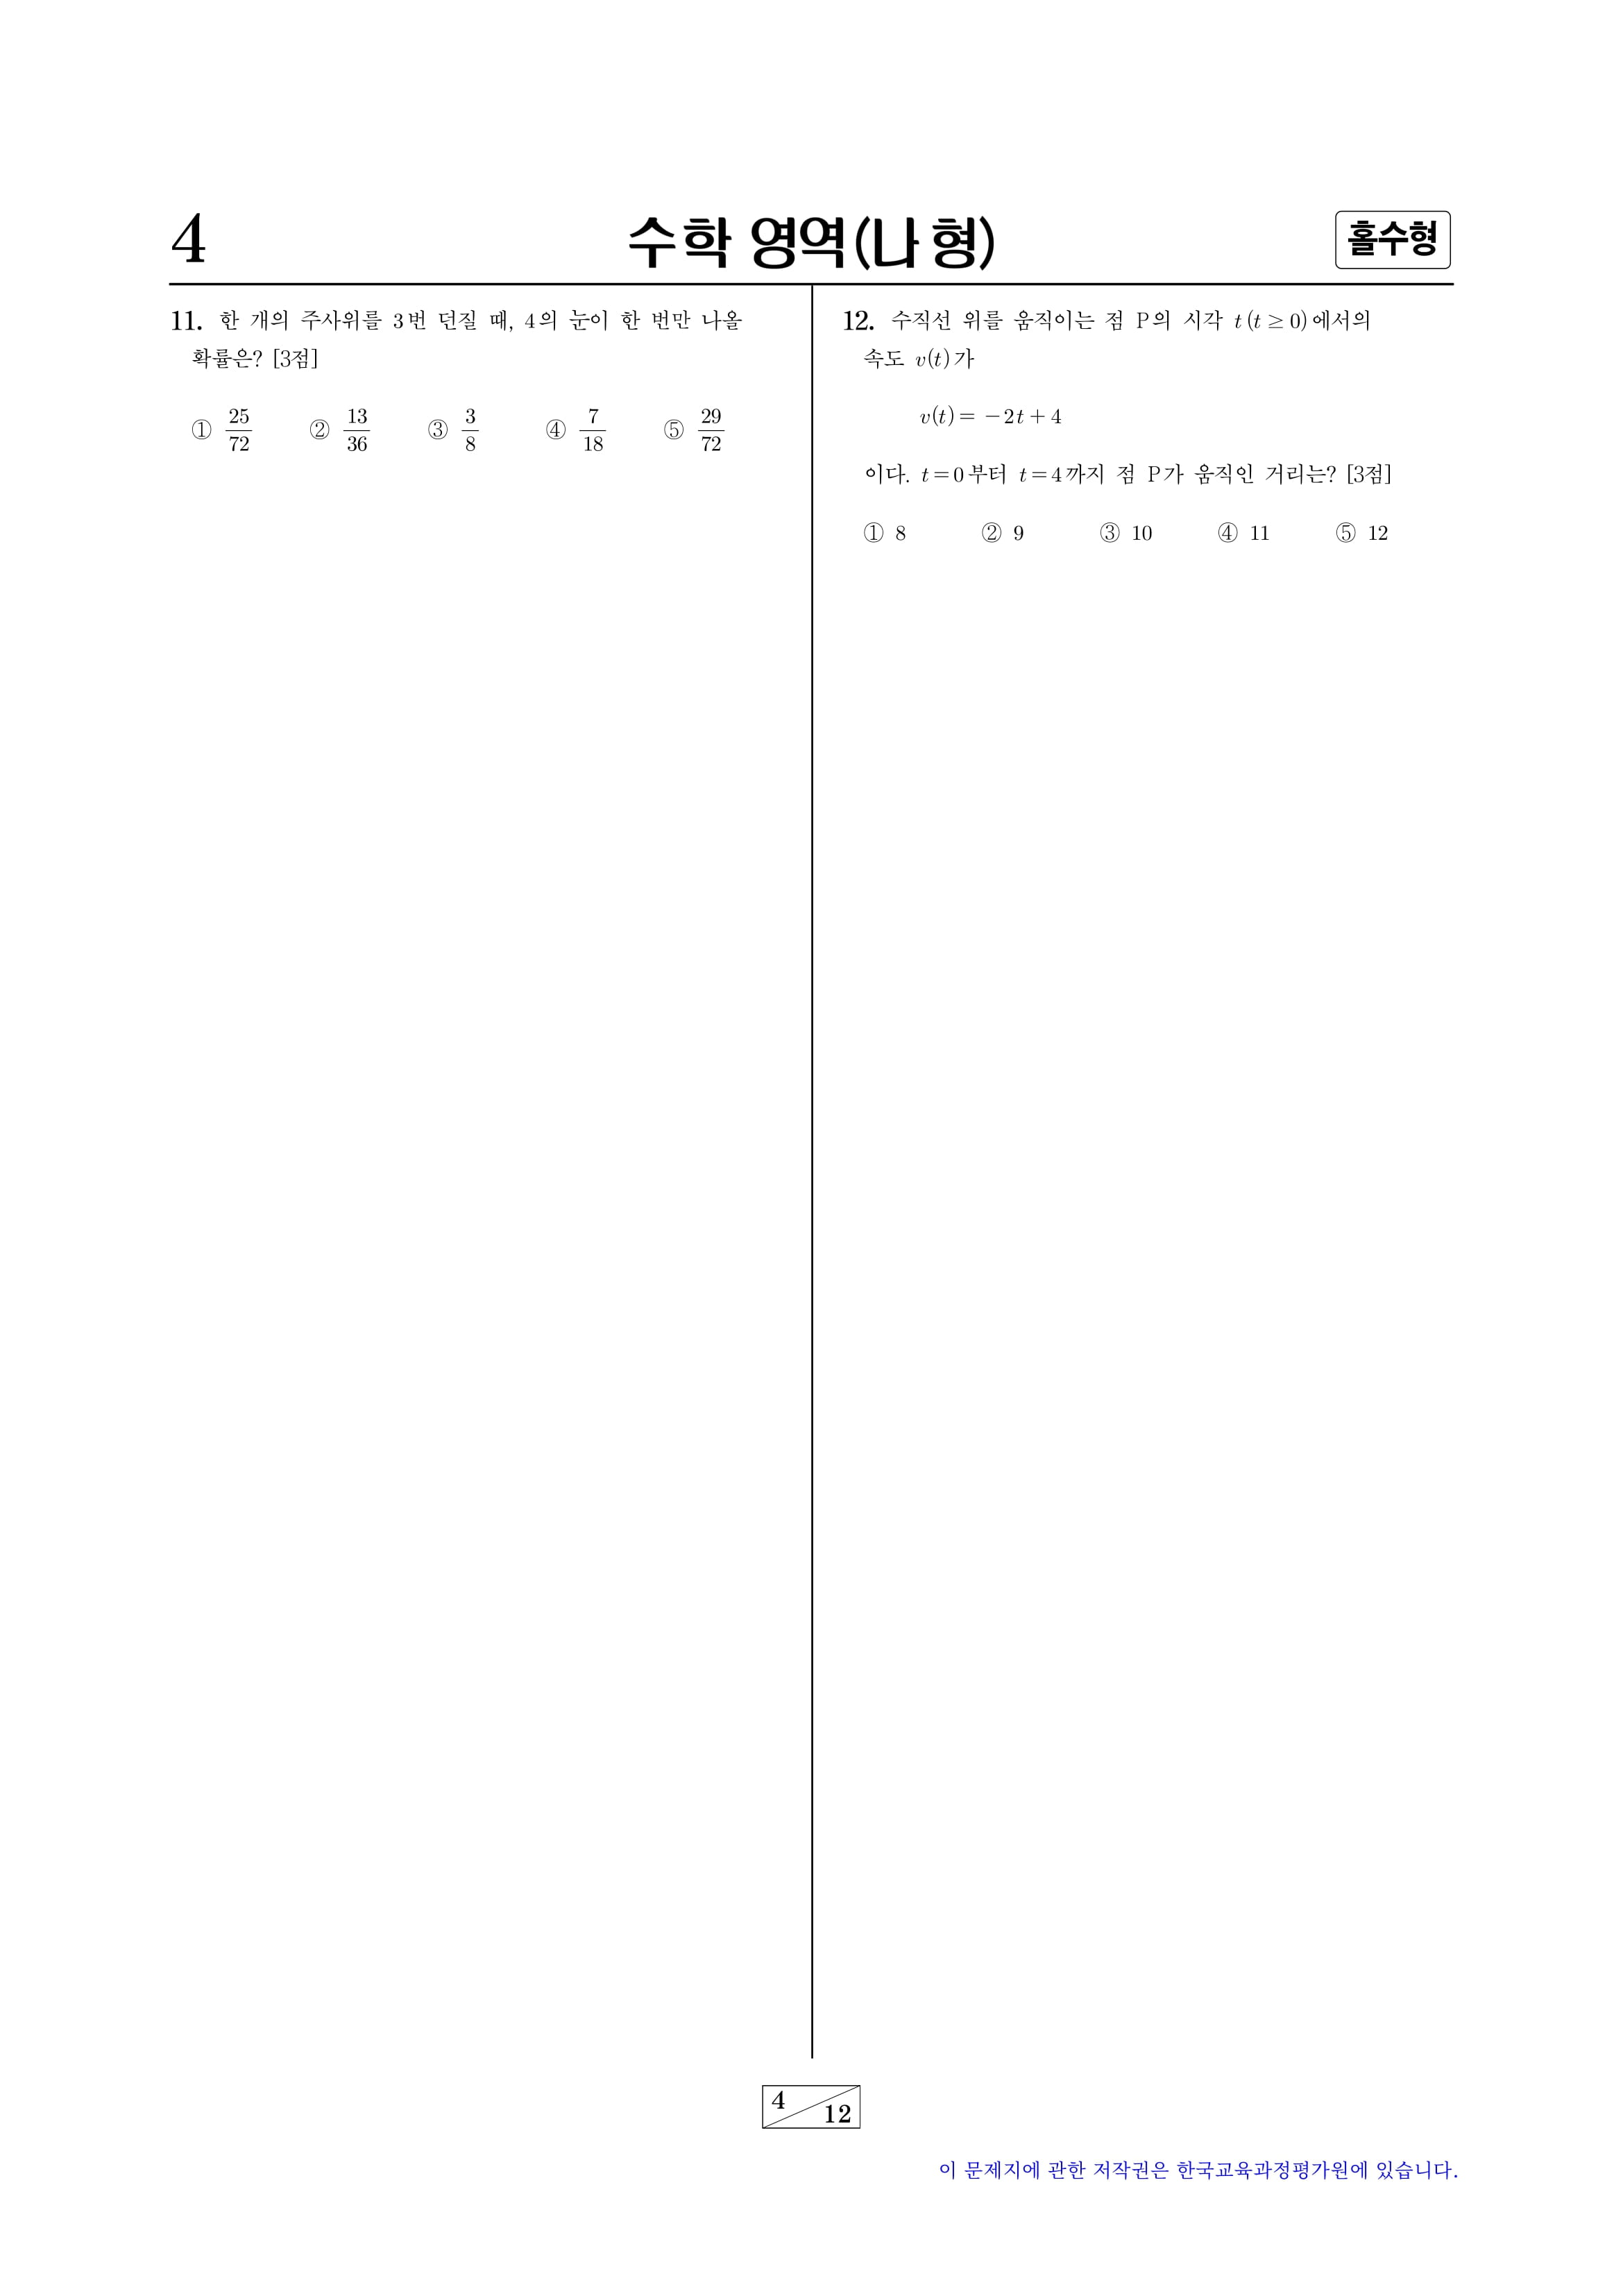 4
수학 영역(나 형)
홀수형
11. 한 개의 주사위를 3번 던질 때, 4의 눈이 한 번만 나올
확률은? [3점]
① 25/72 ② 13/36 ③ 3/8 ④ 7/18 ⑤ 29/72
12. 수직선 위를 움직이는 점 P의 시각 t(t ≥ 0)에서의
속도 v(t)가
v(t) = −2t + 4
이다. t=0부터 t=4까지 점 P가 움직인 거리는? [3점]
① 8 ② 9 ③ 10 ④ 11 ⑤ 12
4 12
이 문제지에 관한 저작권은 한국교육과정평가원에 있습니다.